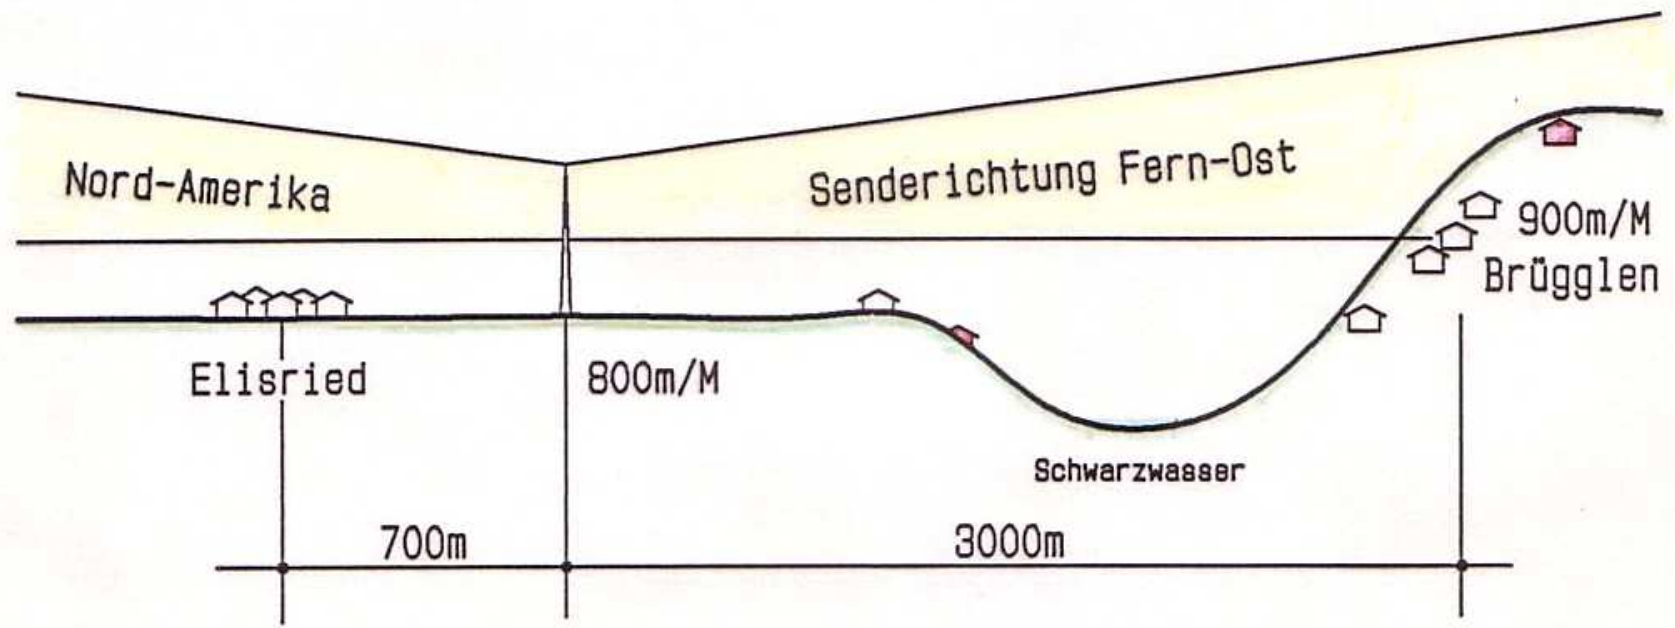 Nord-Amerika
Senderichtung Fern-Ost
900m/M
Brügglen
Elisried
800m/M
Schwarzwasser
700m
3000m